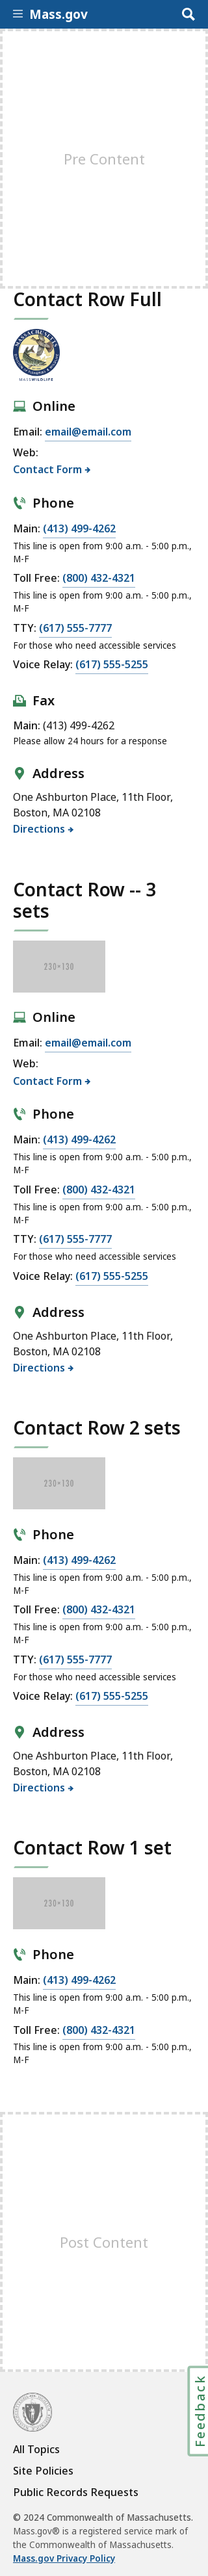 Mass.gov
Pre Content
Contact Row Full
MASSACHUSETTS
MASSWILDLIFE
Online
Email: email@email.com
Web:
Contact Form
Phone
Main: (413) 499-4262
This line is open from 9:00 a.m. - 5:00 p.m.,
M-F
Toll Free: (800) 432-4321
This line is open from 9:00 a.m. - 5:00 p.m.,
M-F
TTY: (617) 555-7777
For those who need accessible services
Voice Relay: (617) 555-5255
Fax
Main: (413) 499-4262
Please allow 24 hours for a response
Address
One Ashburton Place, 11th Floor,
Boston, MA 02108
Directions
Contact Row -- 3
sets
230×130
Online
Email: email@email.com
Web:
Contact Form
Phone
Main: (413) 499-4262
This line is open from 9:00 a.m. - 5:00 p.m.,
M-F
Toll Free: (800) 432-4321
This line is open from 9:00 a.m. - 5:00 p.m.,
M-F
TTY: (617) 555-7777
For those who need accessible services
Voice Relay: (617) 555-5255
Address
One Ashburton Place, 11th Floor,
Boston, MA 02108
Directions
Contact Row 2 sets
230×130
Phone
Main: (413) 499-4262
This line is open from 9:00 a.m. - 5:00 p.m.,
M-F
Toll Free: (800) 432-4321
This line is open from 9:00 a.m. - 5:00 p.m.,
M-F
TTY: (617) 555-7777
For those who need accessible services
Voice Relay: (617) 555-5255
Address
One Ashburton Place, 11th Floor,
Boston, MA 02108
Directions
Contact Row 1 set
230×130
Phone
Main: (413) 499-4262
This line is open from 9:00 a.m. - 5:00 p.m.,
M-F
Toll Free: (800) 432-4321
This line is open from 9:00 a.m. - 5:00 p.m.,
M-F
Post Content
Feedback
All Topics
Site Policies
Public Records Requests
© 2024 Commonwealth of Massachusetts.
Mass.gov® is a registered service mark of
the Commonwealth of Massachusetts.
Mass.gov Privacy Policy